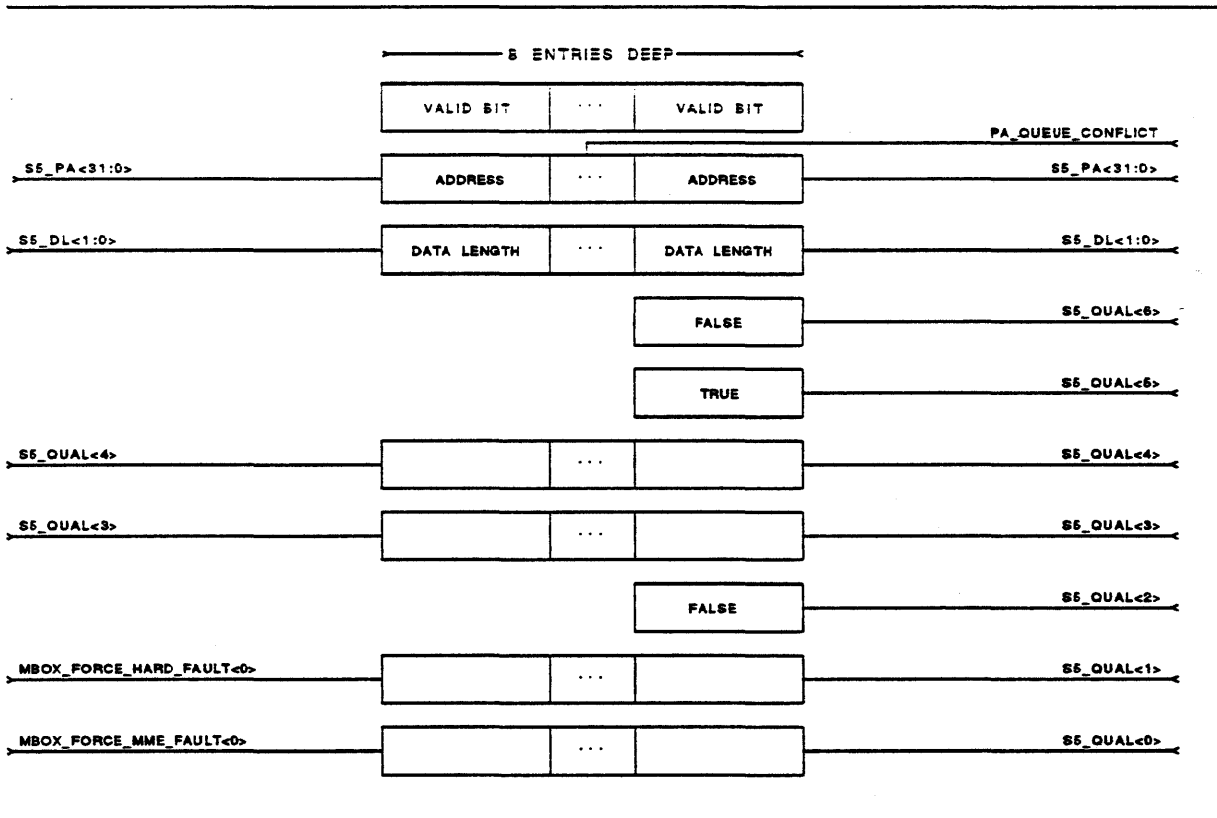 8 ENTRIES DEEP
VALID BIT ... VALID BIT
PA_QUEUE_CONFLICT
S5_PA<31:0> ADDRESS ... ADDRESS S5_PA<31:0>
S5_DL<1:0> DATA LENGTH ... DATA LENGTH S5_DL<1:0>
FALSE S5_QUAL<6>
TRUE S5_QUAL<5>
S5_QUAL<4> ... S5_QUAL<4>
S5_QUAL<3> ... S5_QUAL<3>
FALSE S5_QUAL<2>
MBOX_FORCE_HARD_FAULT<0> ... S5_QUAL<1>
MBOX_FORCE_MME_FAULT<0> ... S5_QUAL<0>